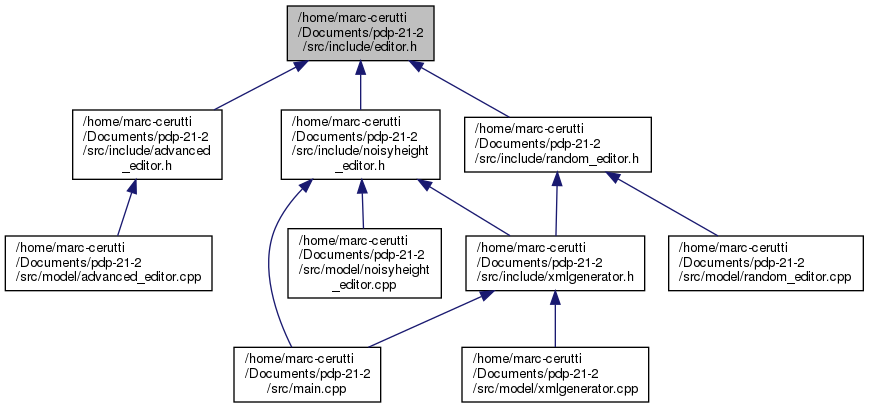 /home/marc-cerutti
/Documents/pdp-21-2
/src/include/editor.h
/home/marc-cerutti
/Documents/pdp-21-2
/src/include/advanced
_editor.h
/home/marc-cerutti
/Documents/pdp-21-2
/src/include/noisyheight
_editor.h
/home/marc-cerutti
/Documents/pdp-21-2
/src/include/random_editor.h
/home/marc-cerutti
/Documents/pdp-21-2
/src/model/advanced_editor.cpp
/home/marc-cerutti
/Documents/pdp-21-2
/src/model/noisyheight
_editor.cpp
/home/marc-cerutti
/Documents/pdp-21-2
/src/include/xmlgenerator.h
/home/marc-cerutti
/Documents/pdp-21-2
/src/model/random_editor.cpp
/home/marc-cerutti
/Documents/pdp-21-2
/src/main.cpp
/home/marc-cerutti
/Documents/pdp-21-2
/src/model/xmlgenerator.cpp